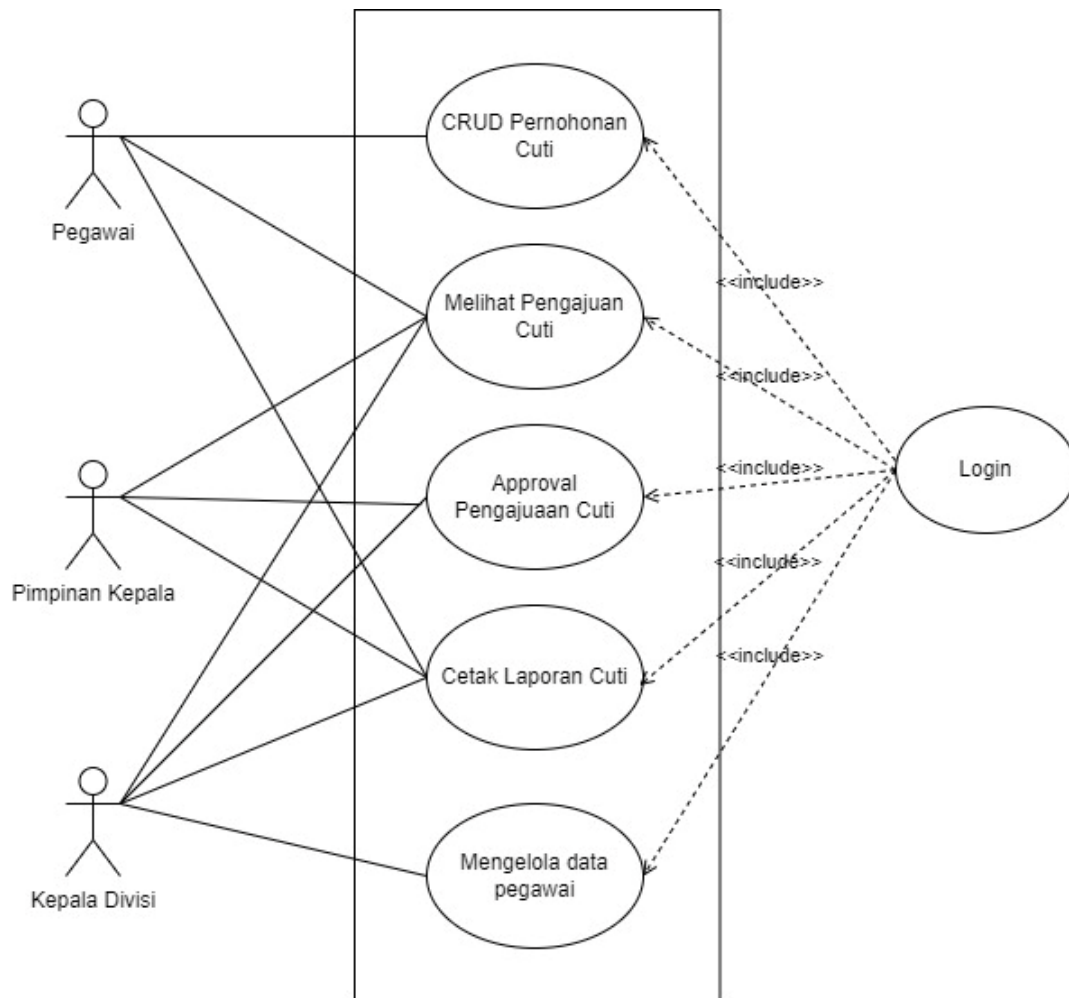 CRUD Pernohonan
Cuti
Pegawai
Melihat Pengajuan
Cuti
<<include>>
<<include>>
Approval
Pengajuaan Cuti
<<include>>
Login
Pimpinan Kepala
<<include>>
Cetak Laporan Cuti
<<include>>
Mengelola data
pegawai
Kepala Divisi